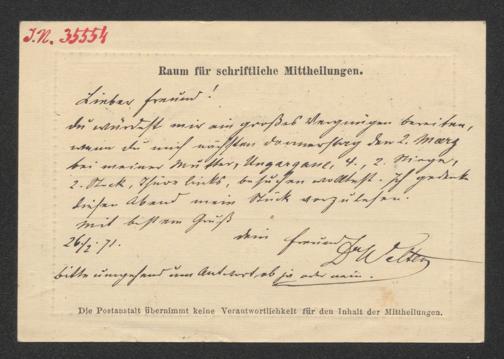 J.N. 35554
Raum für schriftliche Mittheilungen.
Lieber Freund!
Du würdest mir ein großes Vergnügen bereiten,
wenn du mich nächsten Donnerstag den 2. März
bei meiner Mutter, Ungargasse, 4., 2. Stiege,
2. Stock, Thüre links, besuchen wolltest. Ich gedenke
diesen Abend mein Stück vorzulesen.
Mit bestem Gruß
26/2. 71. dein Freund
Dr Welten
Bitte umgehend um Antwort, ob ja oder nein.
Die Postanstalt übernimmt keine Verantwortlichkeit für den Inhalt der Mittheilungen.